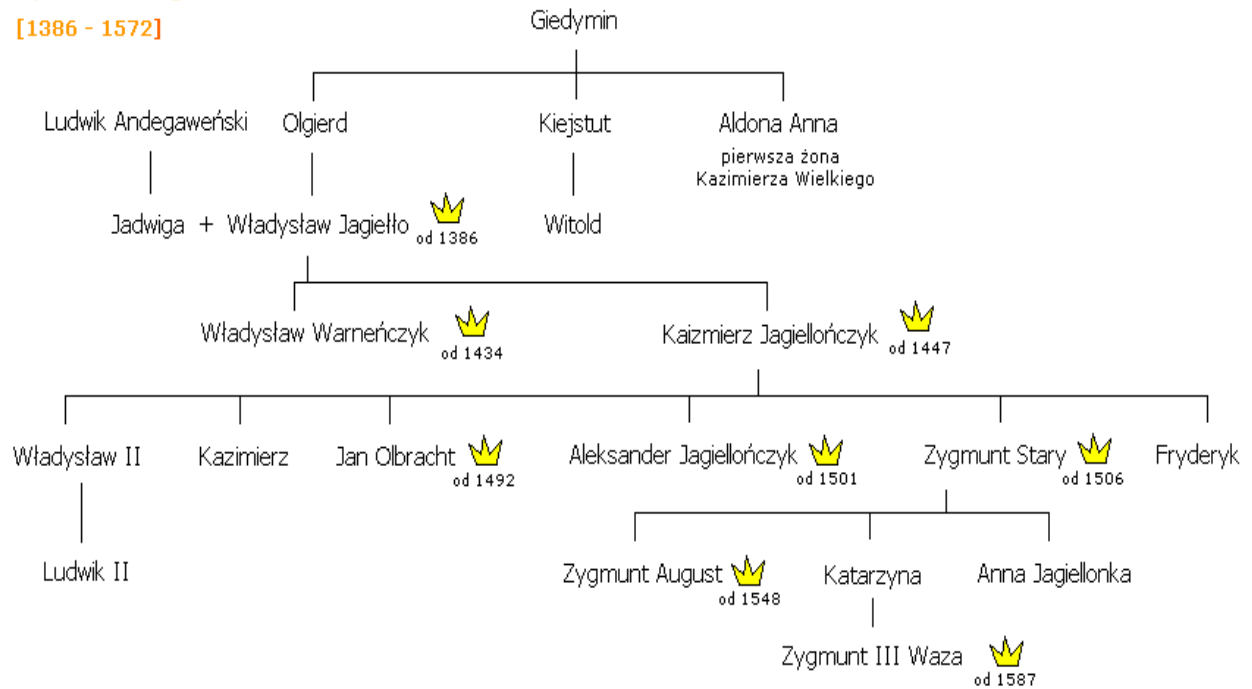 [1386 - 1572]
Giedymin
Ludwik Andegaweński Olgierd Kiejstut Aldona Anna
pierwsza żona
Kazimierza Wielkiego
Jadwiga + Władysław Jagiełło od 1386 Witold
Władysław Warneńczyk od 1434 Kaizmierz Jagiellończyk od 1447
Władysław II Kazimierz Jan Olbracht od 1492 Aleksander Jagiellończyk od 1501 Zygmunt Stary od 1506 Fryderyk
Ludwik II Zygmunt August od 1548 Katarzyna Anna Jagiellonka
Zygmunt III Waza od 1587